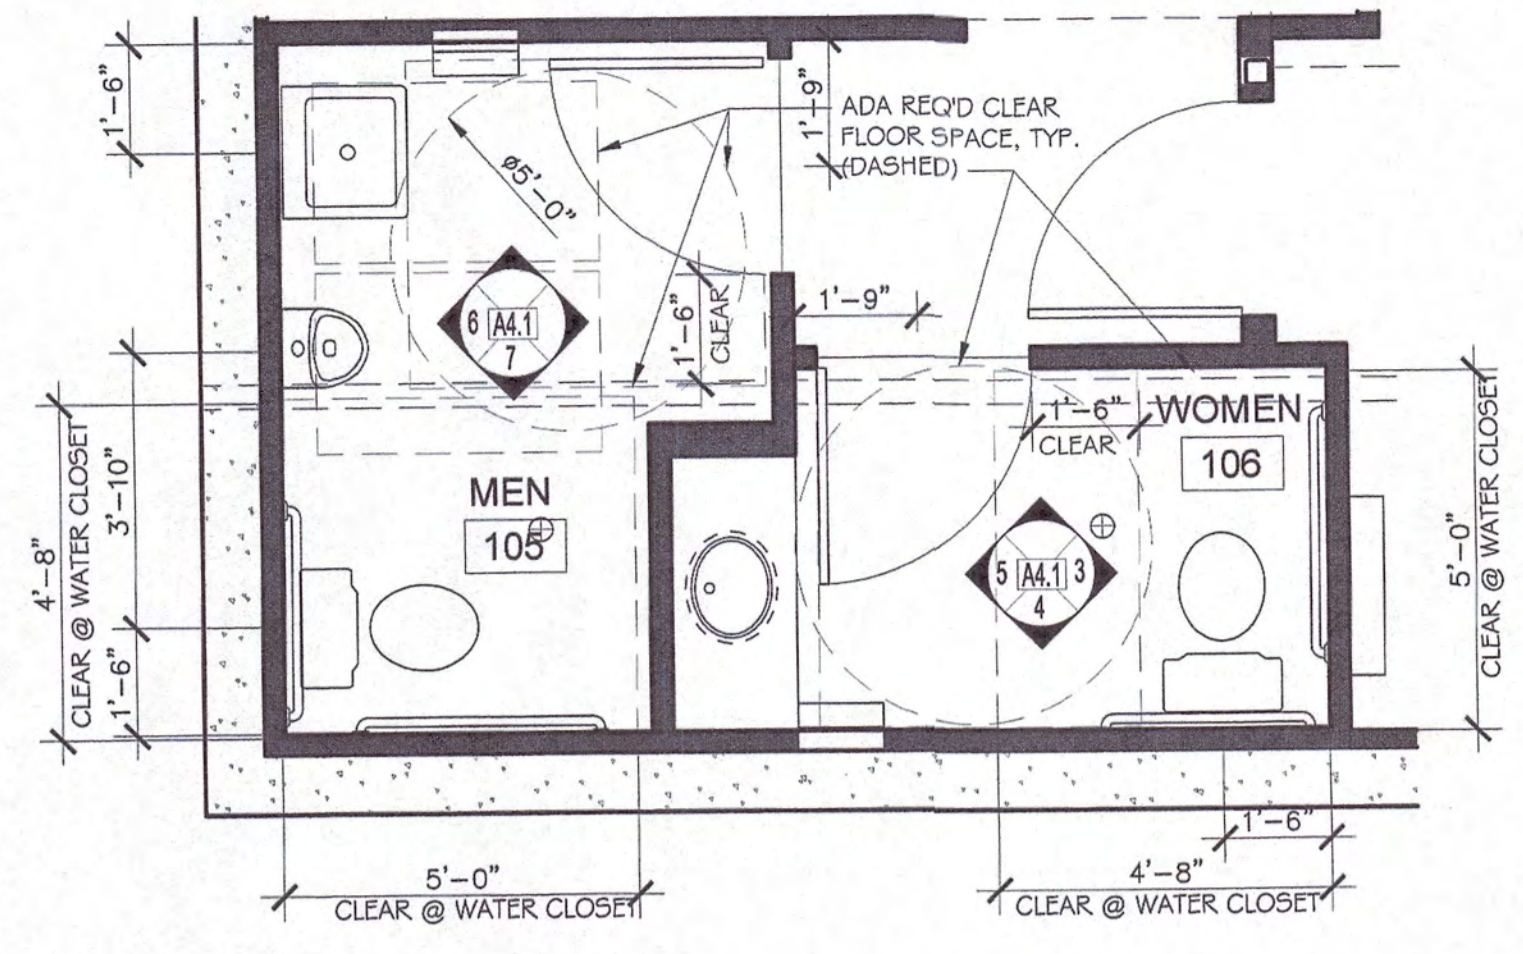 1'-6"
1'-9"
ADA REQ'D CLEAR
FLOOR SPACE, TYP.
(DASHED)
ø5'-0"
1'-6"
CLEAR
1'-9"
6 A4.1
7
3'-10"
4'-8"
CLEAR @ WATER CLOSET
1'-6"
MEN
105
1'-6"
CLEAR
WOMEN
106
5 A4.1 3
4
5'-0"
CLEAR @ WATER CLOSET
1'-6"
5'-0"
CLEAR @ WATER CLOSET
4'-8"
CLEAR @ WATER CLOSET